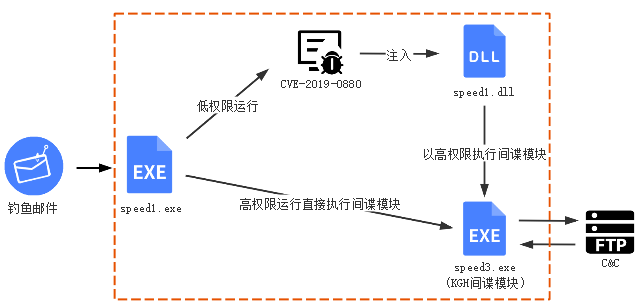 CVE-2019-0880
注入
DLL
speed1.dll
低权限运行
以高权限执行间谍模块
钓鱼邮件
EXE
speed1.exe
高权限运行直接执行间谍模块
EXE
speed3.exe
(KGH间谍模块)
FTP
C&C